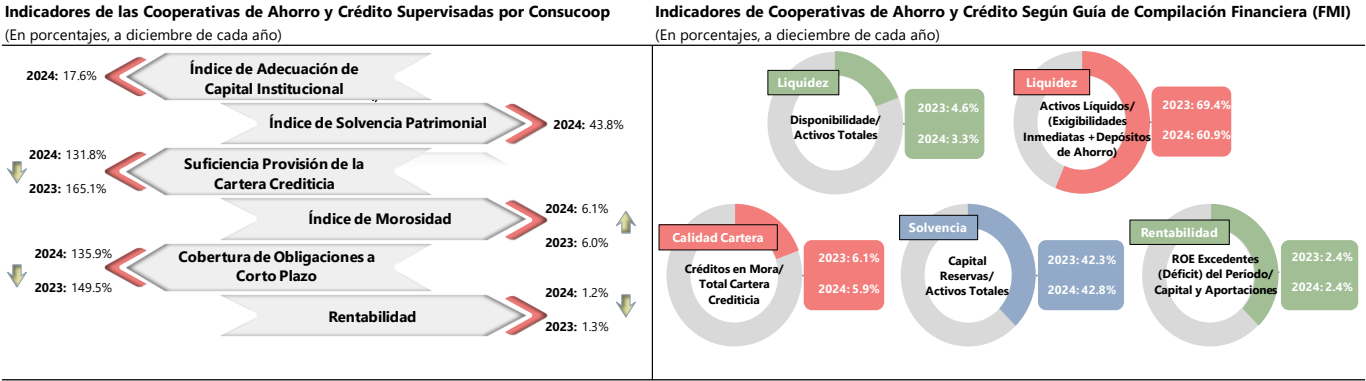 Indicadores de las Cooperativas de Ahorro y Crédito Supervisadas por Consucoop
(En porcentajes, a diciembre de cada año)
2024: 17.6%
Índice de Adecuación de
Capital Institucional
Índice de Solvencia Patrimonial
2024: 43.8%
2024: 131.8%
2023: 165.1%
Suficiencia Provisión de la
Cartera Crediticia
Índice de Morosidad
2024: 6.1%
2023: 6.0%
2024: 135.9%
2023: 149.5%
Cobertura de Obligaciones a
Corto Plazo
Rentabilidad
2024: 1.2%
2023: 1.3%
Indicadores de Cooperativas de Ahorro y Crédito Según Guía de Compilación Financiera (FMI)
(En porcentajes, a dieciembre de cada año)
Liquidez
Disponibilidade/
Activos Totales
2023: 4.6%
2024: 3.3%
Liquidez
Activos Líquidos/
(Exigibilidades
Inmediatas +Depósitos
de Ahorro)
2023: 69.4%
2024: 60.9%
Calidad Cartera
Créditos en Mora/
Total Cartera
Crediticia
2023: 6.1%
2024: 5.9%
Solvencia
Capital
Reservas/
Activos Totales
2023: 42.3%
2024: 42.8%
Rentabilidad
ROE Excedentes
(Déficit) del Período/
Capital y Aportaciones
2023: 2.4%
2024: 2.4%